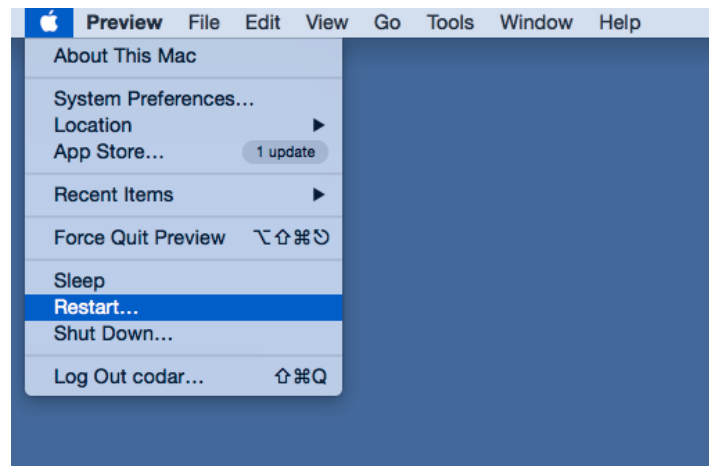 Preview File Edit View Go Tools Window Help
About This Mac
System Preferences...
Location ▶
App Store... 1 update
Recent Items ▶
Force Quit Preview ⌥⇧⌘⎋
Sleep
Restart...
Shut Down...
Log Out codar... ⇧⌘Q